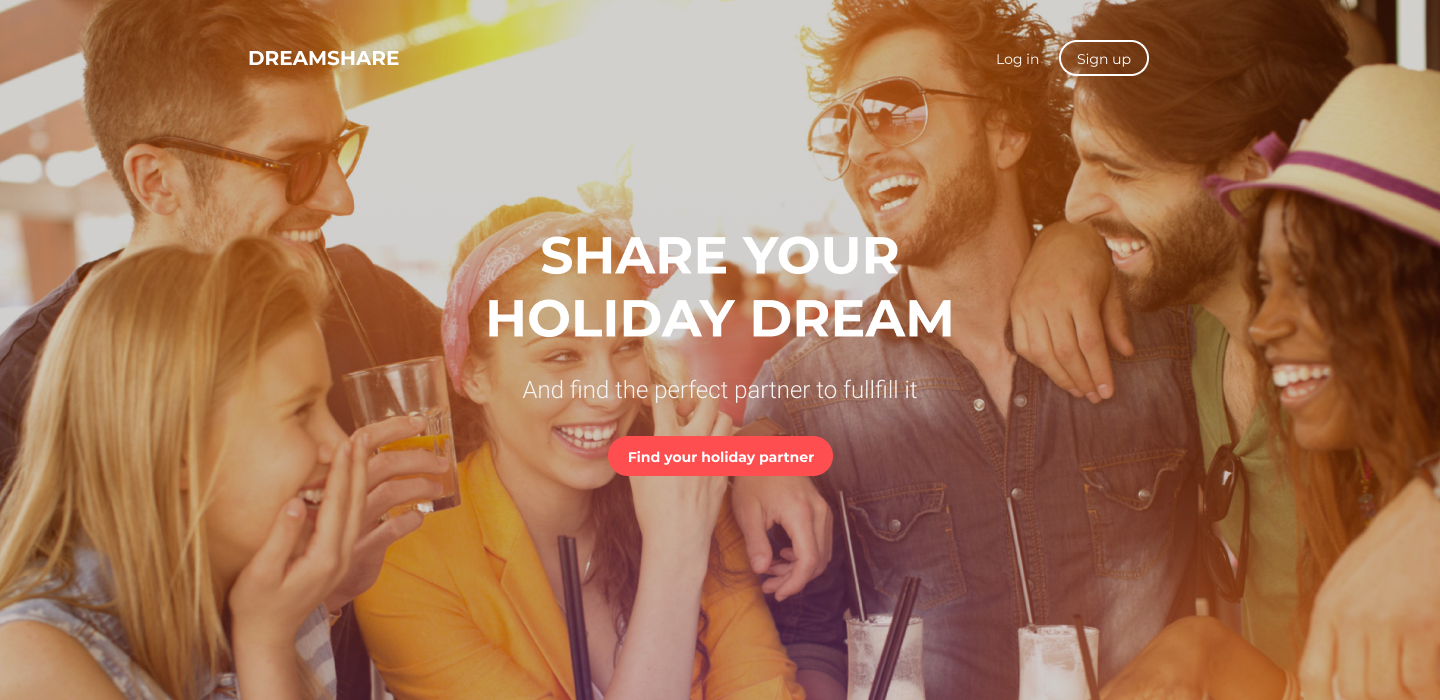 DREAMSHARE
Log in
Sign up
SHARE YOUR
HOLIDAY DREAM
And find the perfect partner to fullfill it
Find your holiday partner